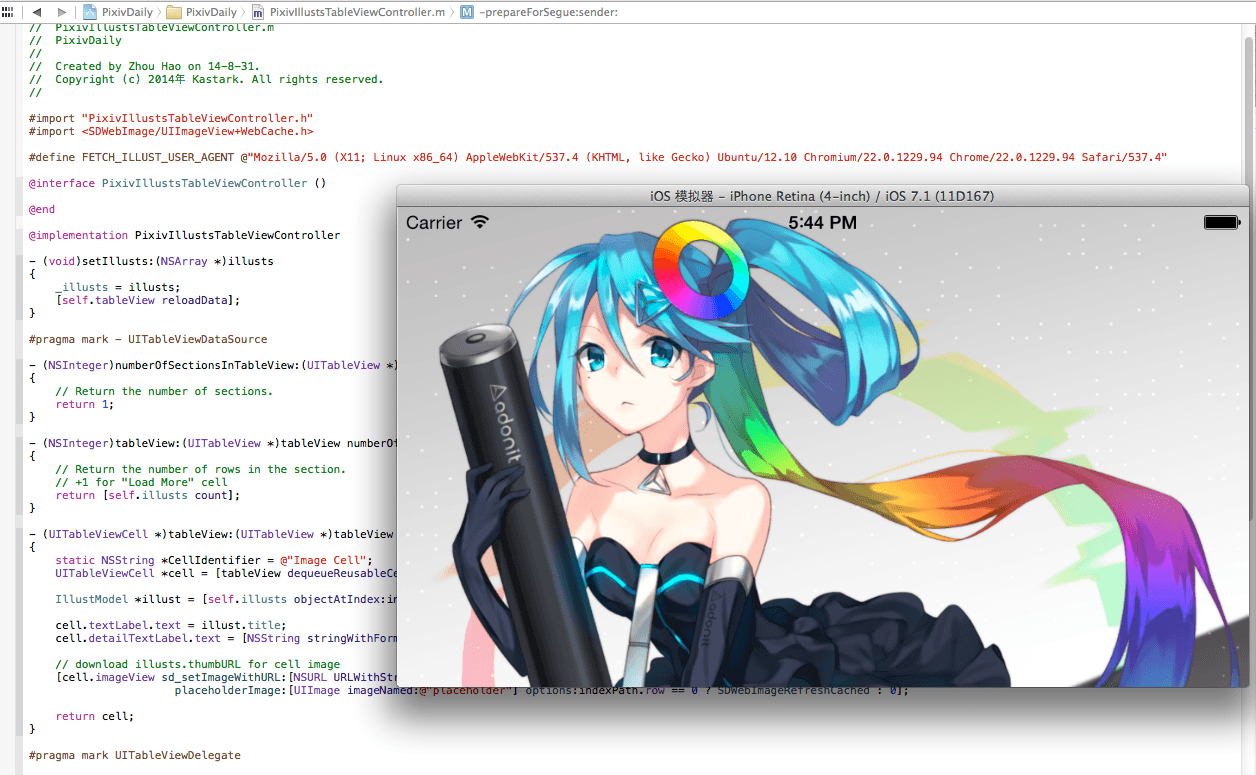 PixivDaily PixivDaily PixivIllustsTableViewController.m -prepareForSegue:sender:
//  PixivIllustsTableViewController.m
//  PixivDaily
//
//  Created by Zhou Hao on 14-8-31.
//  Copyright (c) 2014年 Kastark. All rights reserved.
//
#import "PixivIllustsTableViewController.h"
#import <SDWebImage/UIImageView+WebCache.h>
#define FETCH_ILLUST_USER_AGENT @"Mozilla/5.0 (X11; Linux x86_64) AppleWebKit/537.4 (KHTML, like Gecko) Ubuntu/12.10 Chromium/22.0.1229.94 Chrome/22.0.1229.94 Safari/537.4"
@interface PixivIllustsTableViewController ()
@end
@implementation PixivIllustsTableViewController
- (void)setIllusts:(NSArray *)illusts
{
    _illusts = illusts;
    [self.tableView reloadData];
}
#pragma mark - UITableViewDataSource
- (NSInteger)numberOfSectionsInTableView:(UITableView *)
{
    // Return the number of sections.
    return 1;
}
- (NSInteger)tableView:(UITableView *)tableView numberOf
{
    // Return the number of rows in the section.
    // +1 for "Load More" cell
    return [self.illusts count];
}
- (UITableViewCell *)tableView:(UITableView *)tableView
{
    static NSString *CellIdentifier = @"Image Cell";
    UITableViewCell *cell = [tableView dequeueReusableCe
    IllustModel *illust = [self.illusts objectAtIndex:in
    cell.textLabel.text = illust.title;
    cell.detailTextLabel.text = [NSString stringWithForm
    // download illusts.thumbURL for cell image
    [cell.imageView sd_setImageWithURL:[NSURL URLWithStr
                      placeholderImage:[UIImage imageNamed:@"placeholder"] options:indexPath.row == 0 ? SDWebImageRefreshCached : 0];
    return cell;
}
#pragma mark UITableViewDelegate
iOS 模拟器 - iPhone Retina (4-inch) / iOS 7.1 (11D167)
Carrier 5:44 PM
adonit
adonit